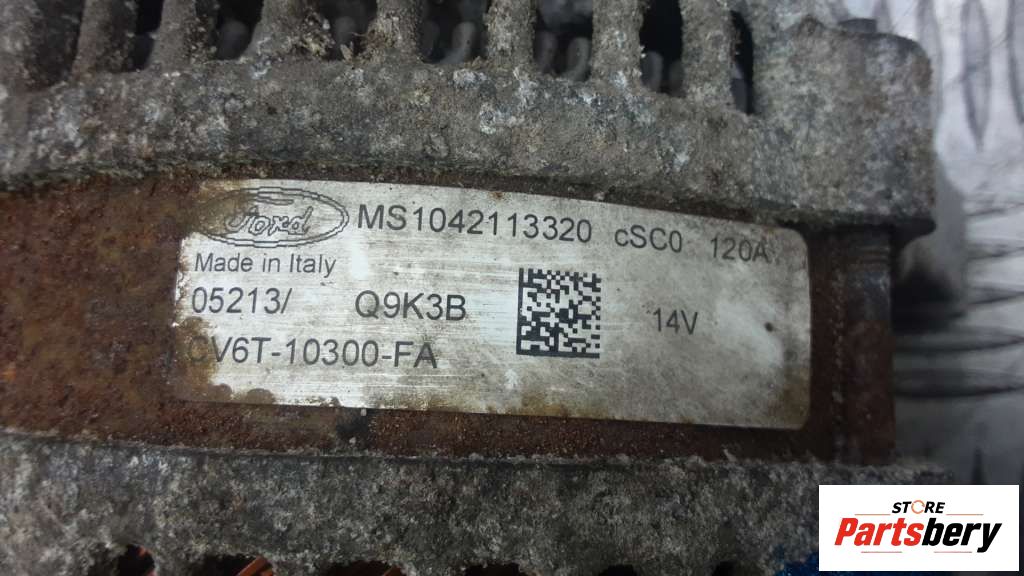 Ford MS1042113320 cSC0 120A
Made in Italy
05213/ Q9K3B 14V
CV6T-10300-FA
STORE
Partsbery